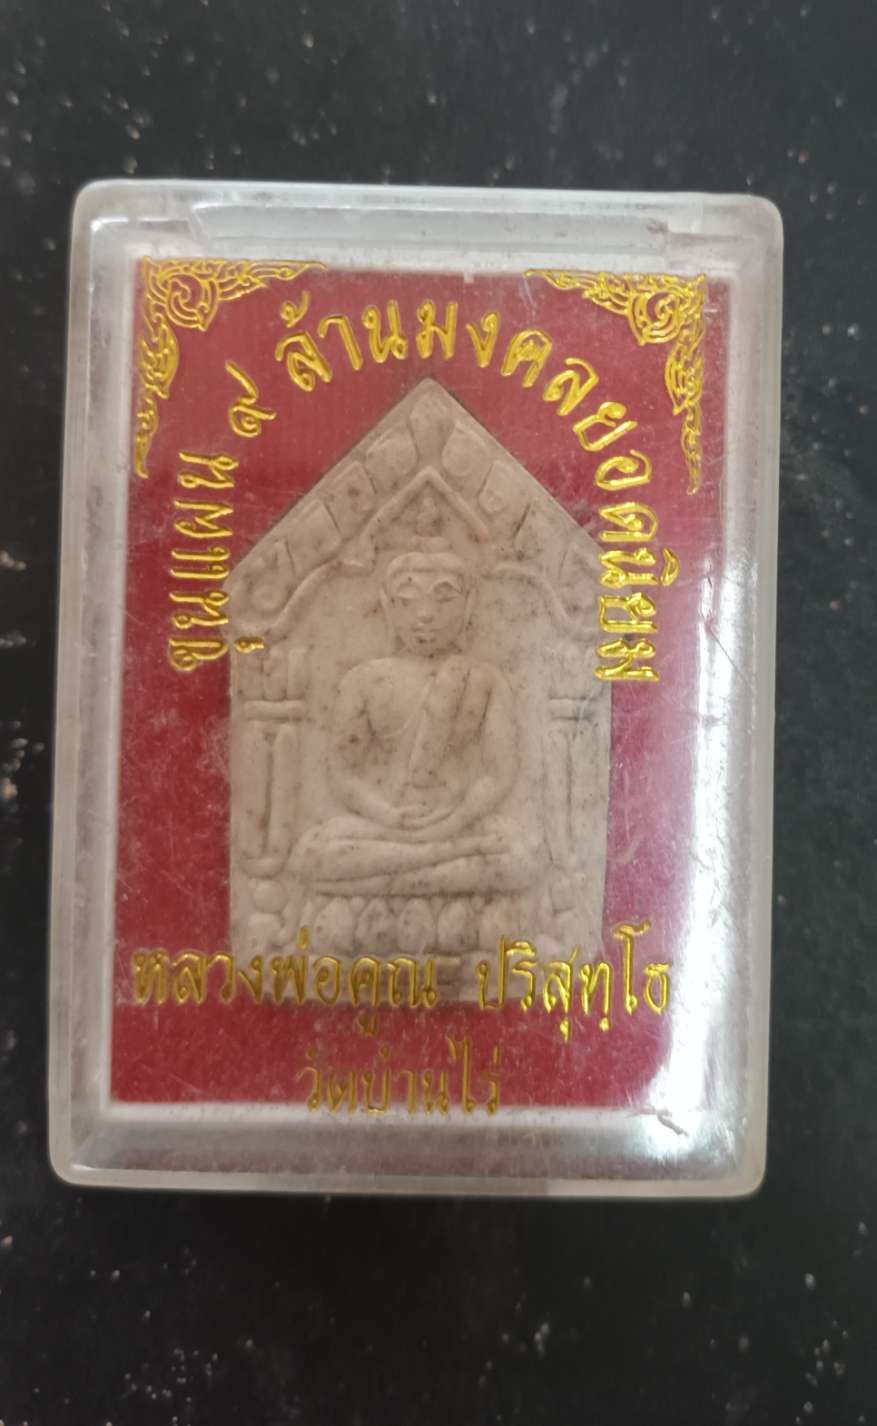 ขุนแผน ๙ ล้านมงคลยอดนิยม
หลวงพ่อคูณ ปริสุทฺโธ
วัดบ้านไร่